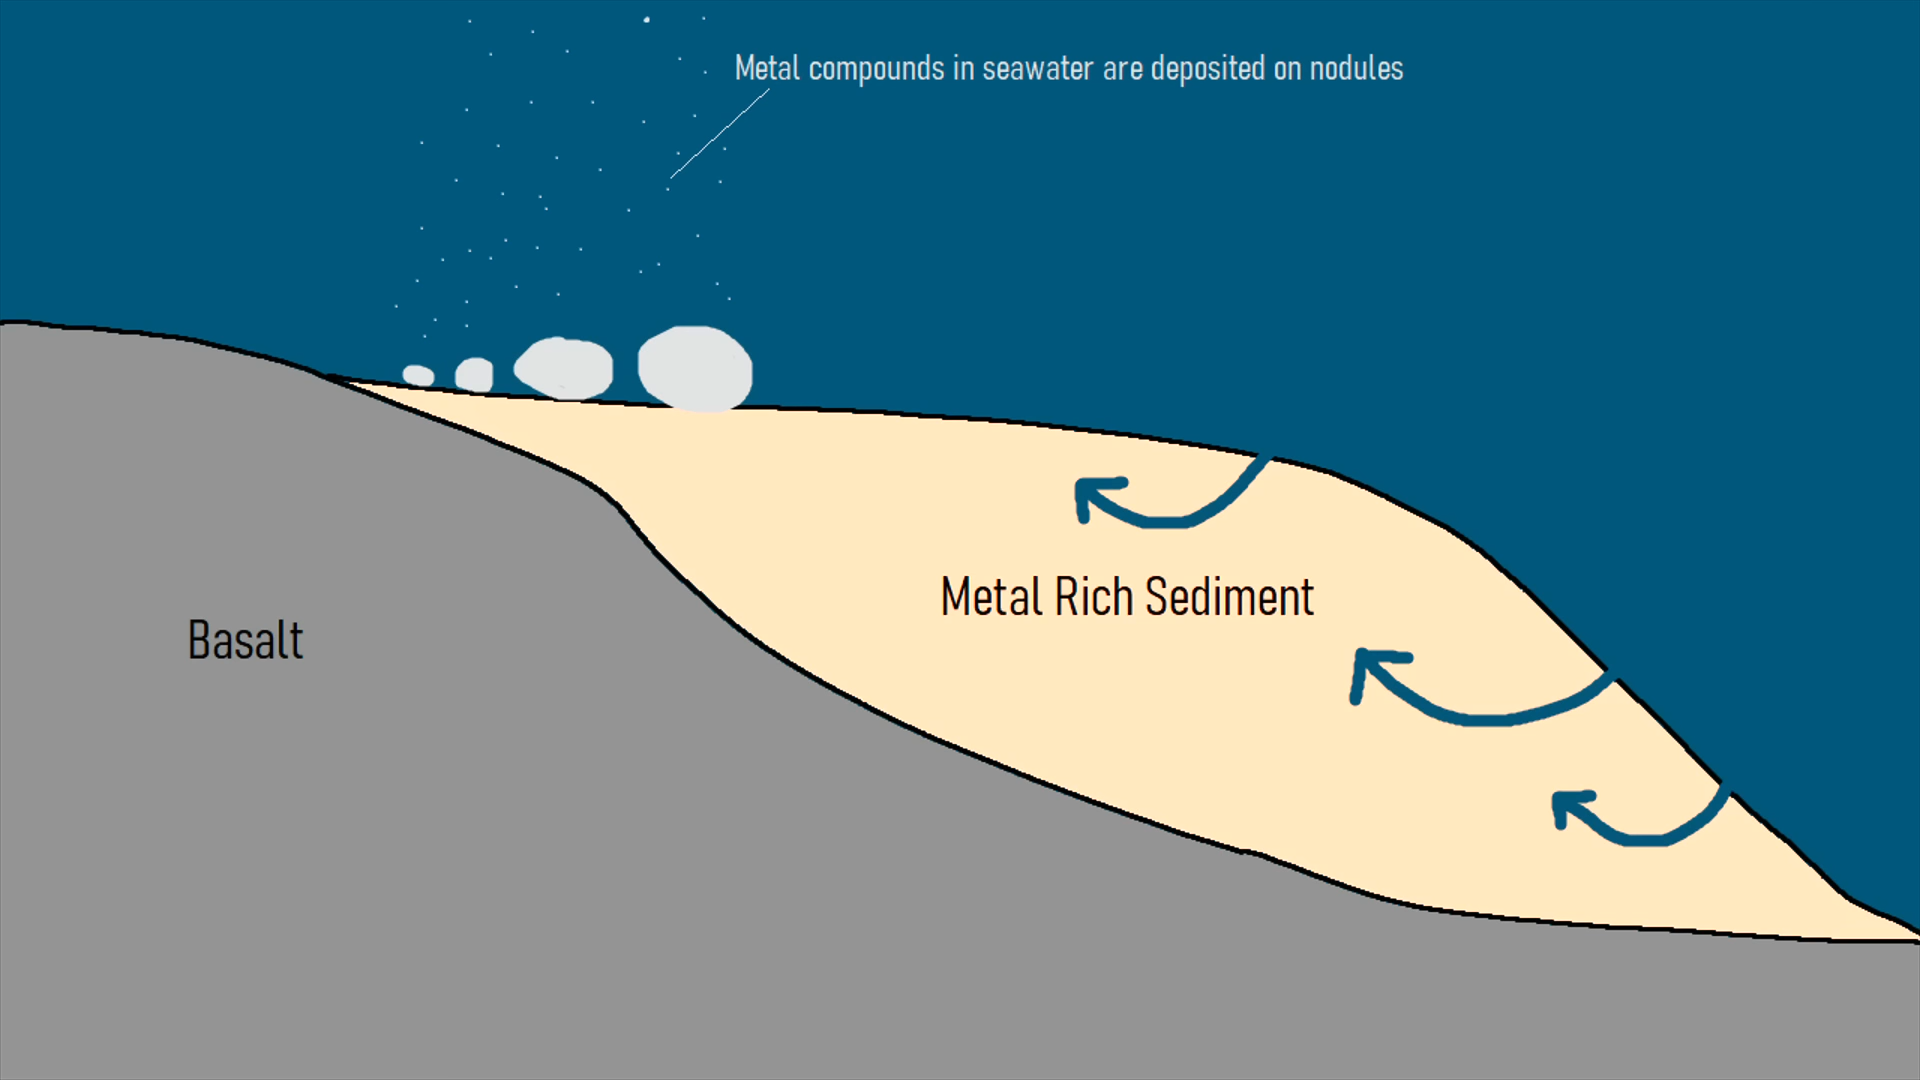 Metal compounds in seawater are deposited on nodules
Metal Rich Sediment
Basalt